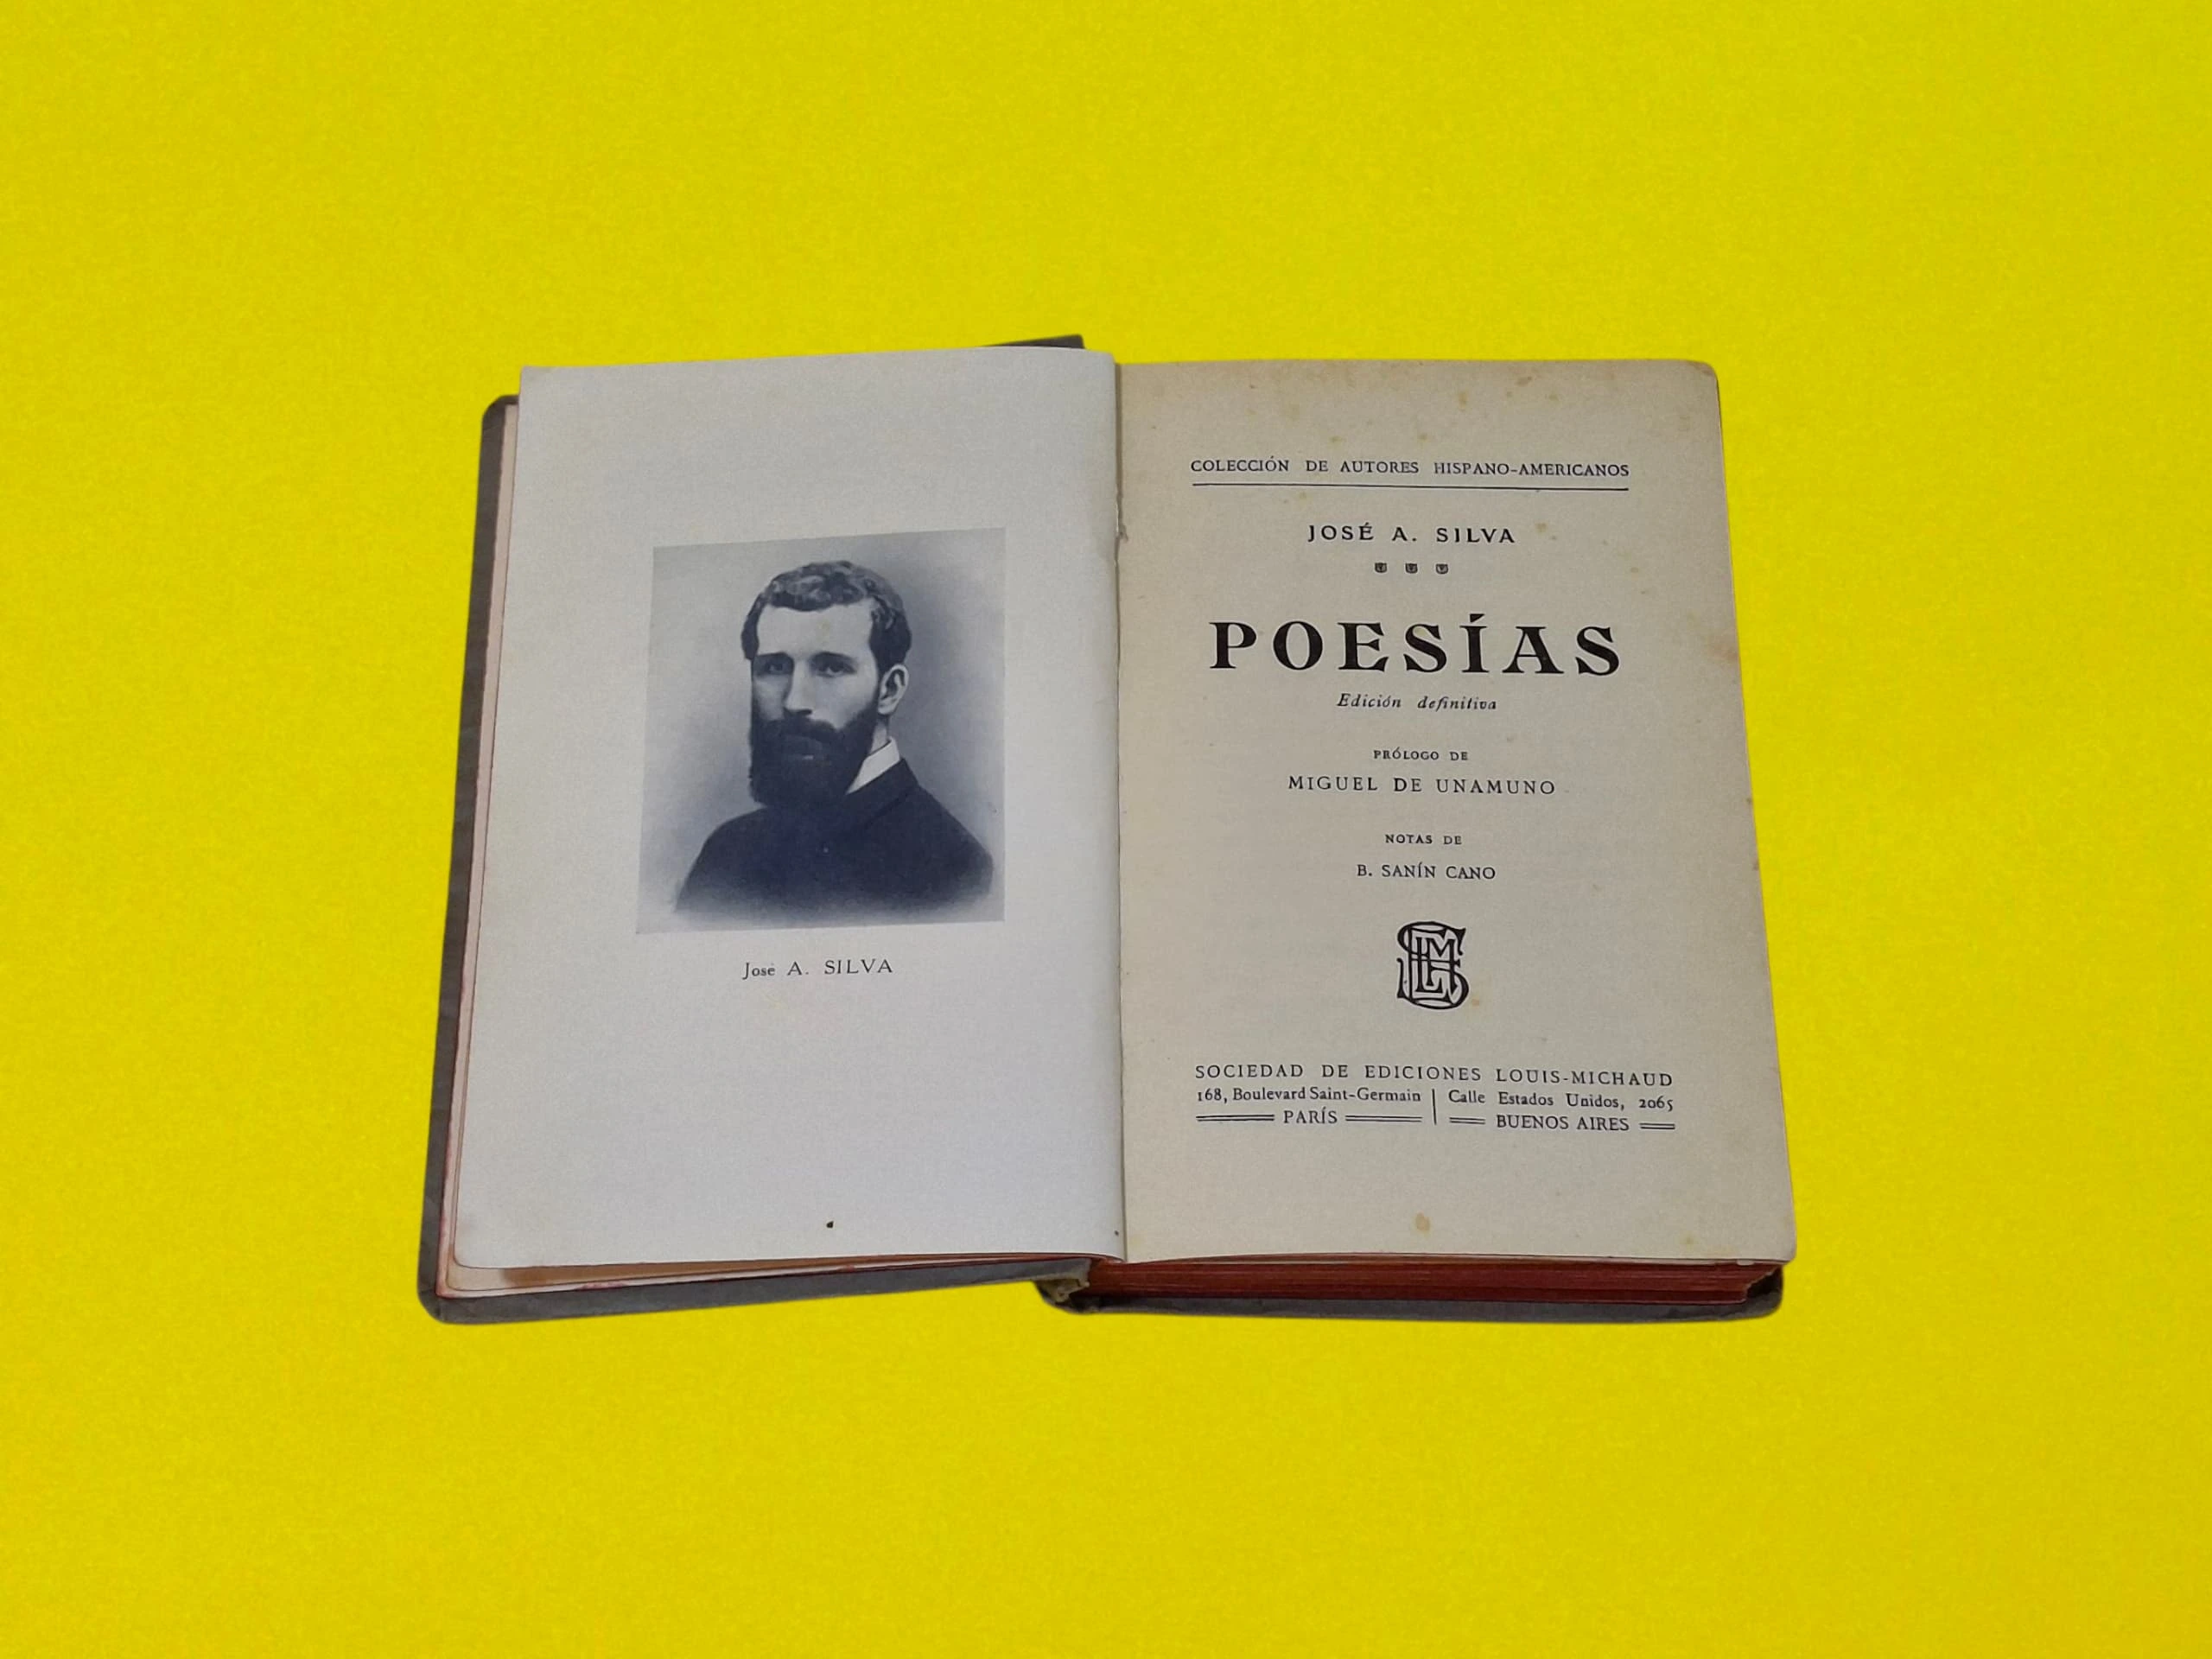 José A. SILVA
COLECCIÓN DE AUTORES HISPANO-AMERICANOS
JOSÉ A. SILVA
POESÍAS
Edición definitiva
PRÓLOGO DE
MIGUEL DE UNAMUNO
NOTAS DE
B. SANÍN CANO
SOCIEDAD DE EDICIONES LOUIS-MICHAUD
168, Boulevard Saint-Germain
PARÍS
Calle Estados Unidos, 2065
BUENOS AIRES